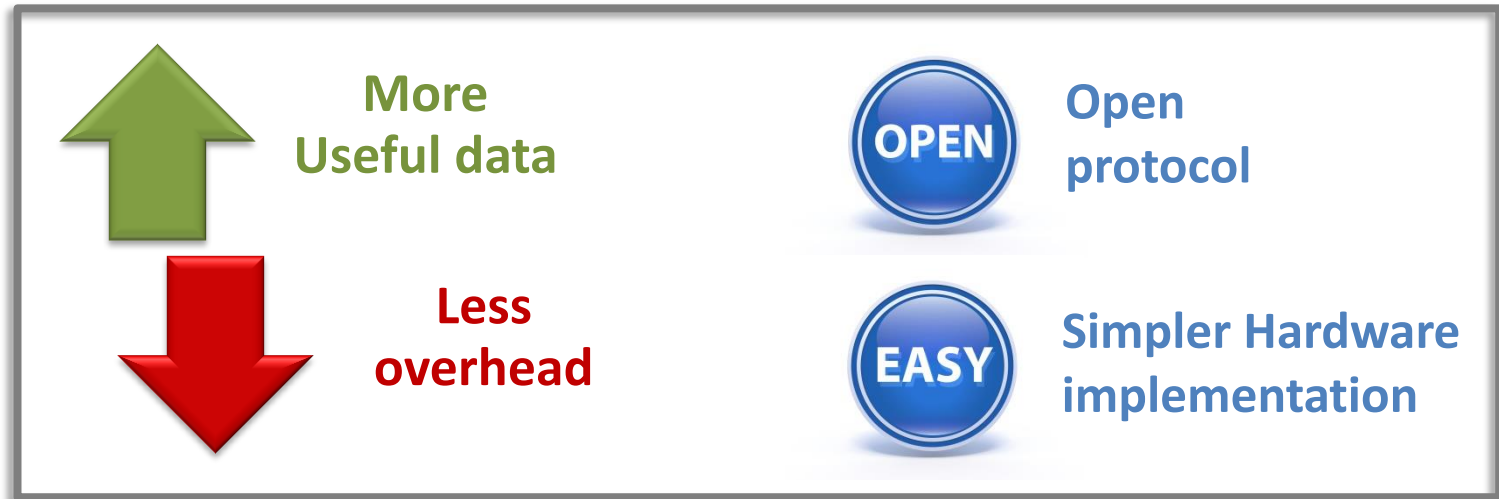 More
Useful data
Less
overhead
OPEN
Open
protocol
EASY
Simpler Hardware
implementation